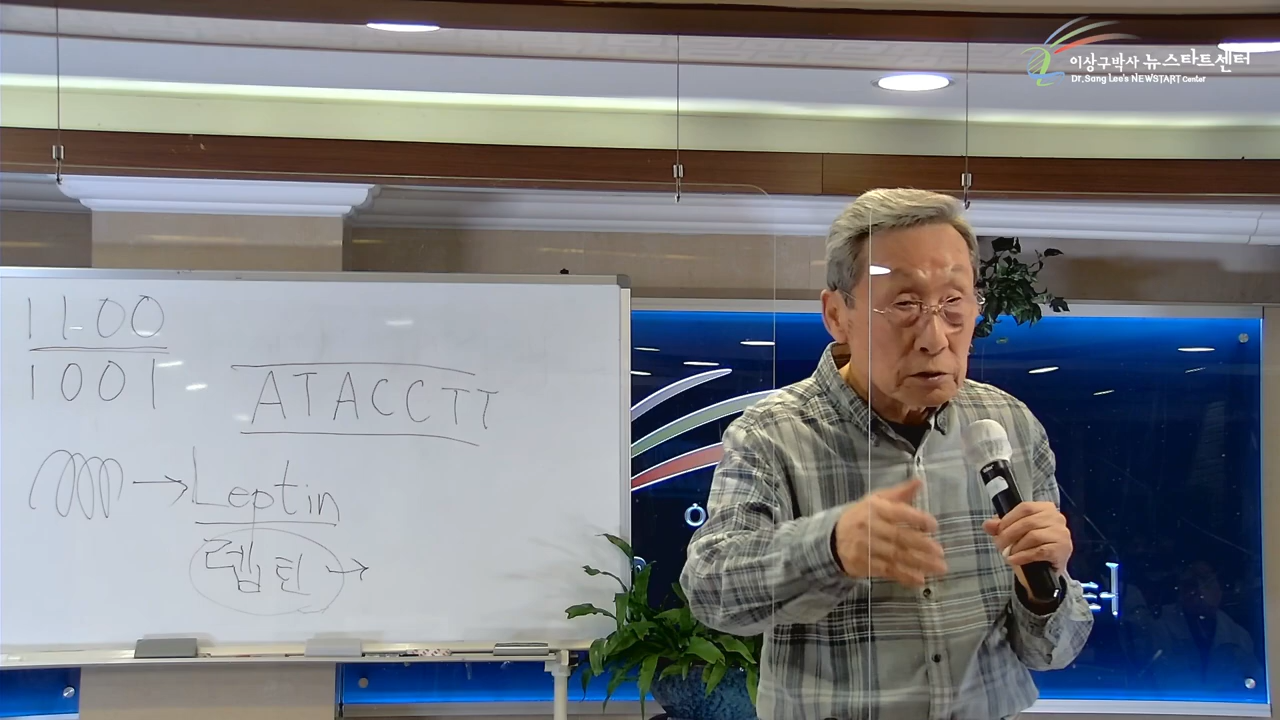 이상구박사 뉴스타트센터
Dr. Sang Lee's NEWSTART Center
1100
1001
ATACCTT
→ Leptin
렙틴 →
터